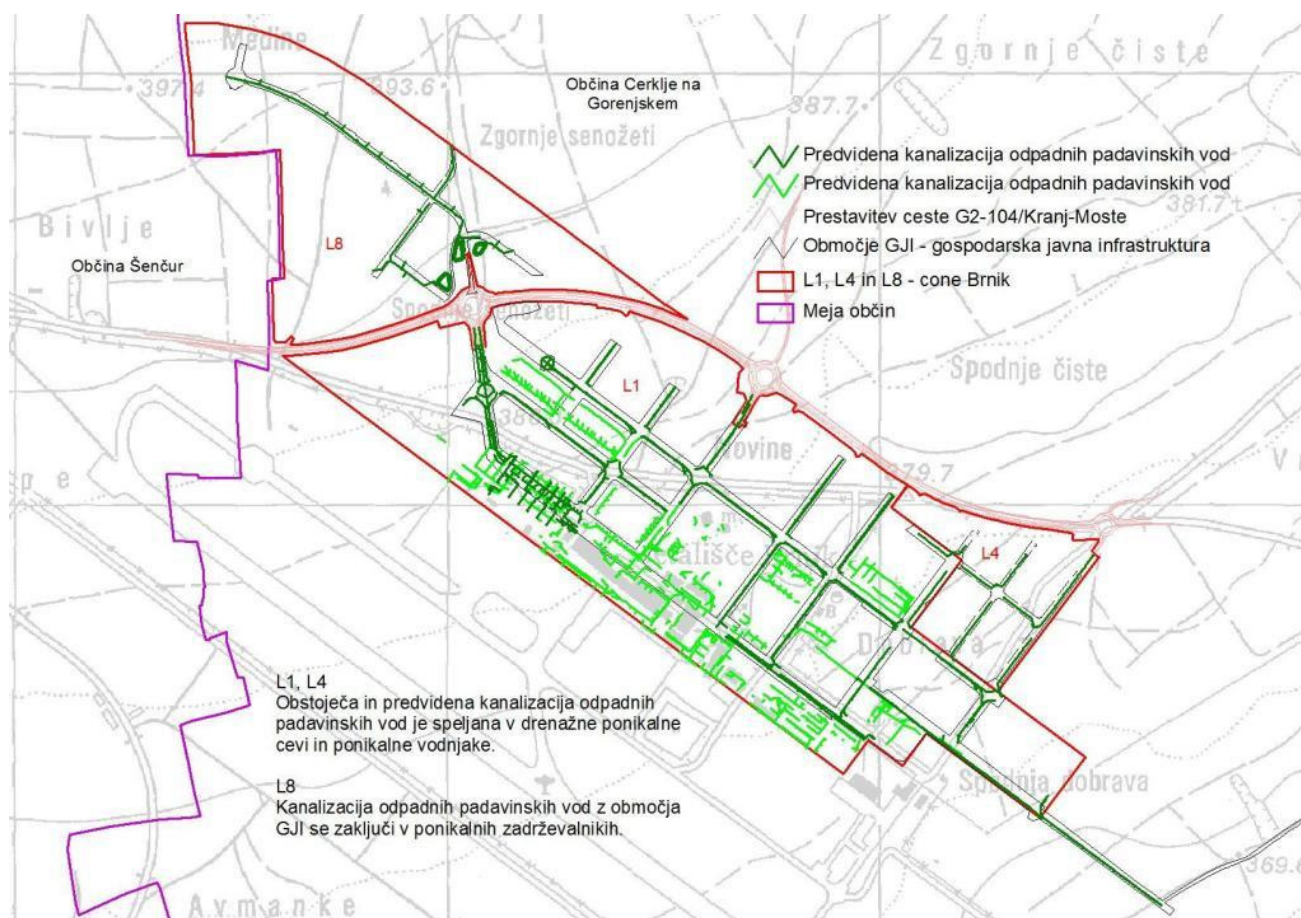 Medine
Zgornje čiste
397.4
393.6
387.7
Občina Cerklje na
Gorenjskem
Zgornje senožeti
Predvidena kanalizacija odpadnih padavinskih vod
Predvidena kanalizacija odpadnih padavinskih vod
381.7
Prestavitev ceste G2-104/Kranj-Moste
Bivlje
L8
Območje GJI - gospodarska javna infrastruktura
Občina Šenčur
L1, L4 in L8 - cone Brnik
Spodnje senožeti
Meja občin
Spodnje čiste
L1
Rovine
379.7
L4
L1, L4
Obstoječa in predvidena kanalizacija odpadnih
padavinskih vod je speljana v drenažne ponikalne
cevi in ponikalne vodnjake.
Spodnja dobrava
L8
Kanalizacija odpadnih padavinskih vod z območja
GJI se zaključi v ponikalnih zadrževalnikih.
Avmanke